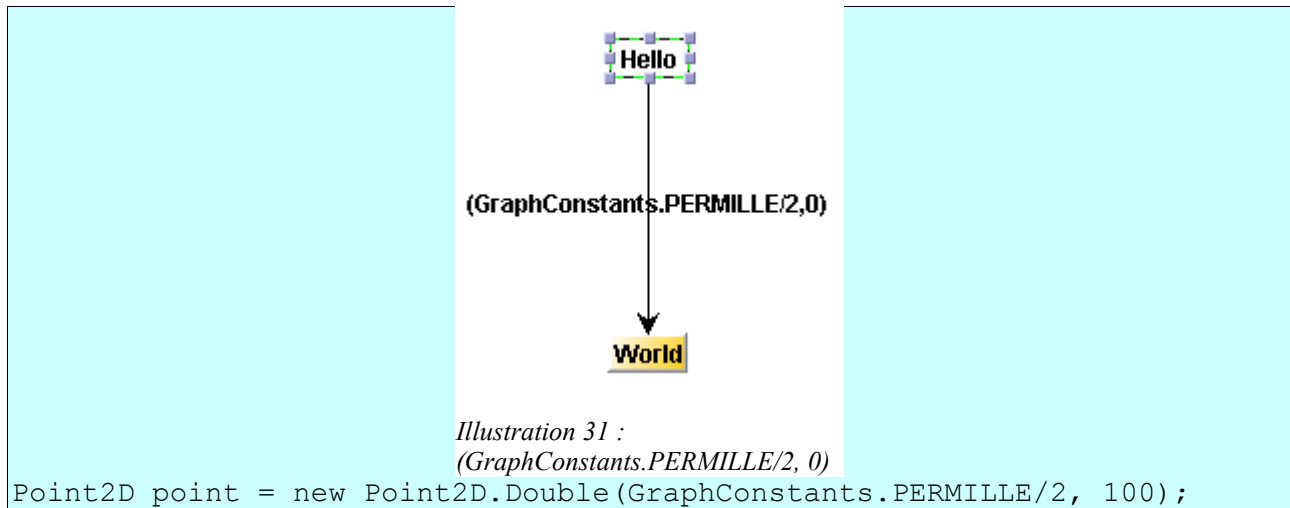 Hello
(GraphConstants.PERMILLE/2,0)
World
Illustration 31 :
(GraphConstants.PERMILLE/2, 0)
Point2D point = new Point2D.Double(GraphConstants.PERMILLE/2, 100);